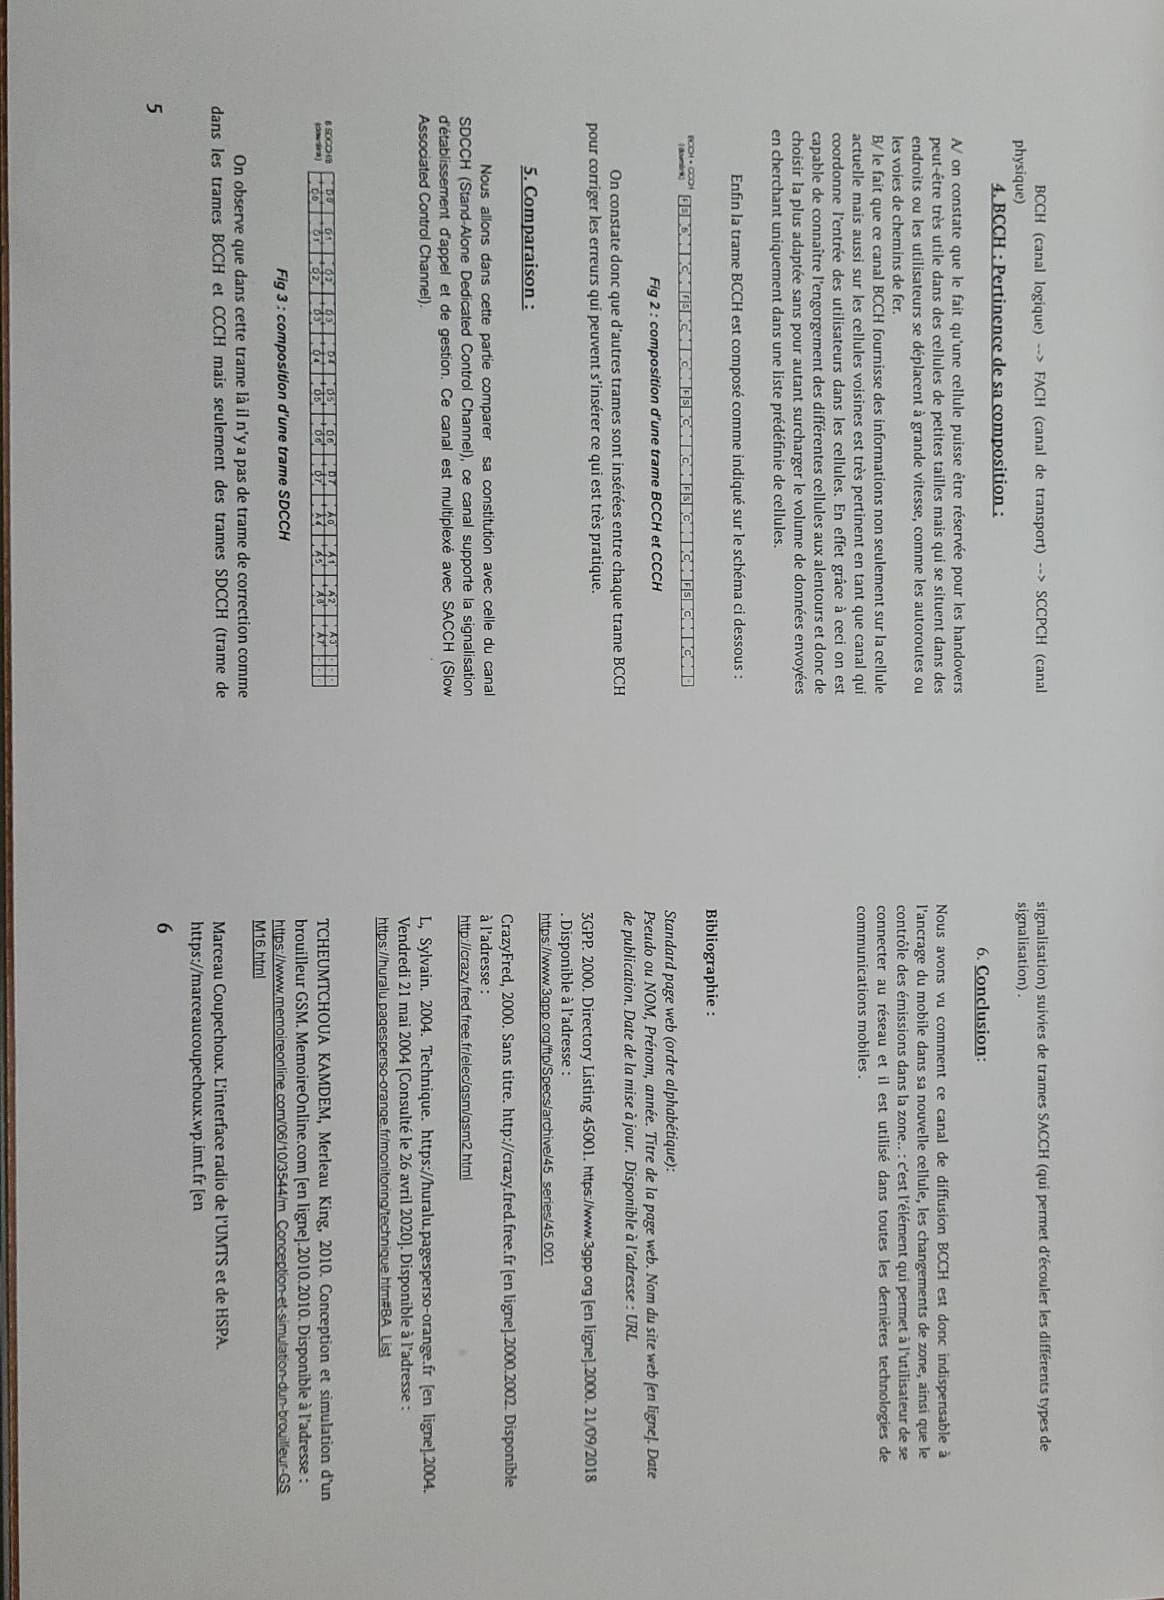 BCCH (canal logique) --> FACH (canal de transport) --> SCCPCH (canal
physique)
4. BCCH : Pertinence de sa composition :
A/ on constate que le fait qu'une cellule puisse être réservée pour les handovers
peut-être très utile dans des cellules de petites tailles mais qui se situent dans des
endroits ou les utilisateurs se déplacent à grande vitesse, comme les autoroutes ou
les voies de chemins de fer.
B/ le fait que ce canal BCCH fournisse des informations non seulement sur la cellule
actuelle mais aussi sur les cellules voisines est très pertinent en tant que canal qui
coordonne l'entrée des utilisateurs dans les cellules. En effet grâce à ceci on est
capable de connaître l'engorgement des différentes cellules aux alentours et donc de
choisir la plus adaptée sans pour autant surcharger le volume de données envoyées
en cherchant uniquement dans une liste prédéfinie de cellules.
Enfin la trame BCCH est composé comme indiqué sur le schéma ci dessous :
BCCH + CCCH
(downlink)
F S B C F S C C F S C C F S C C F S C C -
Fig 2 : composition d'une trame BCCH et CCCH
On constate donc que d'autres trames sont insérées entre chaque trame BCCH
pour corriger les erreurs qui peuvent s'insérer ce qui est très pratique.
5. Comparaison :
Nous allons dans cette partie comparer sa constitution avec celle du canal
SDCCH (Stand-Alone Dedicated Control Channel), ce canal supporte la signalisation
d'établissement d'appel et de gestion. Ce canal est multiplexé avec SACCH (Slow
Associated Control Channel).
8 SDCCH/8
(downlink)
D0 D1 D2 D3 D4 D5 D6 D7 A0 A1 A2 A3 - - -
D0 D1 D2 D3 D4 D5 D6 D7 A4 A5 A6 A7 - - -
Fig 3 : composition d'une trame SDCCH
On observe que dans cette trame là il n'y a pas de trame de correction comme
dans les trames BCCH et CCCH mais seulement des trames SDCCH (trame de
5
signalisation) suivies de trames SACCH (qui permet d'écouler les différents types de
signalisation) .
6. Conclusion:
Nous avons vu comment ce canal de diffusion BCCH est donc indispensable à
l'ancrage du mobile dans sa nouvelle cellule, les changements de zone, ainsi que le
contrôle des émissions dans la zone.. : c'est l'élément qui permet à l'utilisateur de se
connecter au réseau et il est utilisé dans toutes les dernières technologies de
communications mobiles .
Bibliographie :
Standard page web (ordre alphabétique):
Pseudo ou NOM, Prénom, année. Titre de la page web. Nom du site web [en ligne]. Date
de publication. Date de la mise à jour. Disponible à l'adresse : URL
3GPP. 2000. Directory Listing 45001. https://www.3gpp.org [en ligne].2000. 21/09/2018
. Disponible à l'adresse :
https://www.3gpp.org/ftp/Specs/archive/45_series/45.001
CrazyFred, 2000. Sans titre. http://crazy.fred.free.fr [en ligne].2000.2002. Disponible
à l'adresse :
http://crazy.fred.free.fr/elec/gsm/gsm2.html
L, Sylvain. 2004. Technique. https://huralu.pagesperso-orange.fr [en ligne].2004.
Vendredi 21 mai 2004 [Consulté le 26 avril 2020]. Disponible à l'adresse :
https://huralu.pagesperso-orange.fr/monitoring/technique.htm#BA_List
TCHEUMTCHOUA KAMDEM, Merleau King, 2010. Conception et simulation d'un
brouilleur GSM. MemoireOnline.com [en ligne].2010.2010. Disponible à l'adresse :
https://www.memoireonline.com/06/10/3544/m_Conception-et-simulation-dun-brouilleur-GS
M16.html
Marceau Coupechoux. L'interface radio de l'UMTS et de HSPA.
https://marceaucoupechoux.wp.imt.fr [en
6